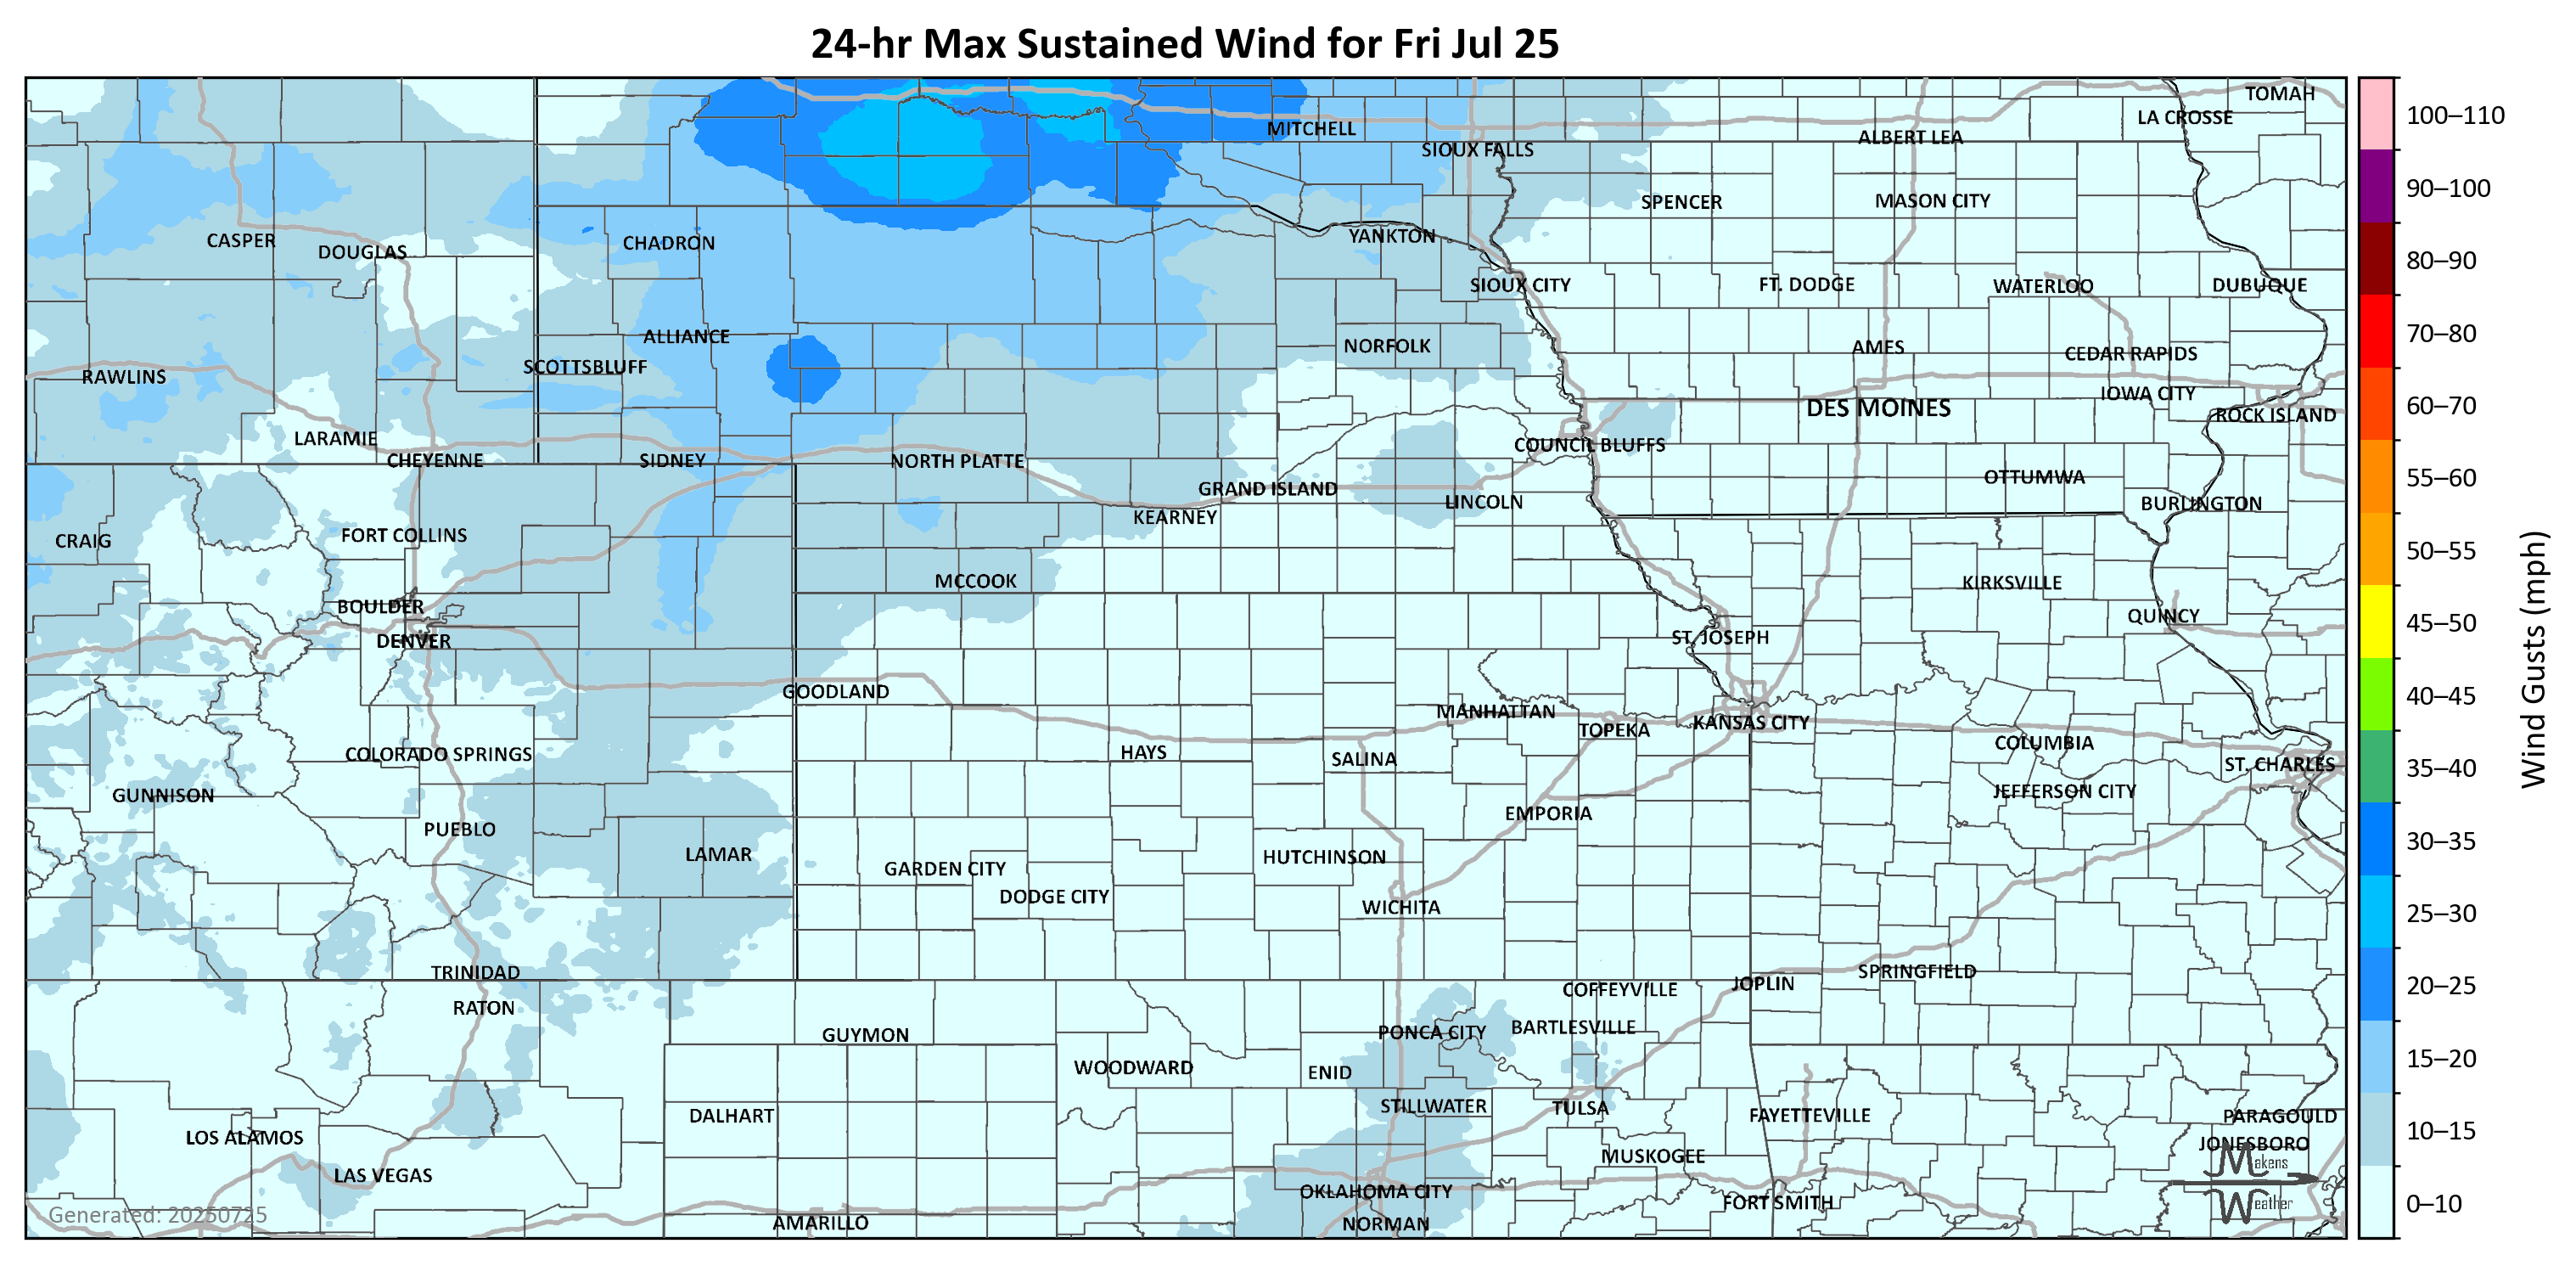 24-hr Max Sustained Wind for Fri Jul 25
TOMAH
LA CROSSE
MITCHELL
ALBERT LEA
SIOUX FALLS
SPENCER
MASON CITY
CASPER
DOUGLAS
CHADRON
YANKTON
SIOUX CITY
FT. DODGE
WATERLOO
DUBUQUE
ALLIANCE
NORFOLK
AMES
CEDAR RAPIDS
SCOTTSBLUFF
RAWLINS
IOWA CITY
DES MOINES
ROCK ISLAND
LARAMIE
COUNCIL BLUFFS
CHEYENNE
SIDNEY
NORTH PLATTE
OTTUMWA
GRAND ISLAND
LINCOLN
BURLINGTON
KEARNEY
FORT COLLINS
CRAIG
MCCOOK
KIRKSVILLE
BOULDER
QUINCY
DENVER
ST. JOSEPH
GOODLAND
MANHATTAN
TOPEKA
KANSAS CITY
COLUMBIA
COLORADO SPRINGS
HAYS
SALINA
ST. CHARLES
GUNNISON
JEFFERSON CITY
EMPORIA
PUEBLO
LAMAR
HUTCHINSON
GARDEN CITY
DODGE CITY
WICHITA
TRINIDAD
SPRINGFIELD
JOPLIN
COFFEYVILLE
RATON
GUYMON
PONCA CITY
BARTLESVILLE
WOODWARD
ENID
STILLWATER
TULSA
DALHART
FAYETTEVILLE
PARAGOULD
LOS ALAMOS
JONESBORO
MUSKOGEE
LAS VEGAS
OKLAHOMA CITY
FORT SMITH
AMARILLO
NORMAN
Generated: 20250725
Makens
Weather
100–110
90–100
80–90
70–80
60–70
55–60
50–55
45–50
40–45
35–40
30–35
25–30
20–25
15–20
10–15
0–10
Wind Gusts (mph)